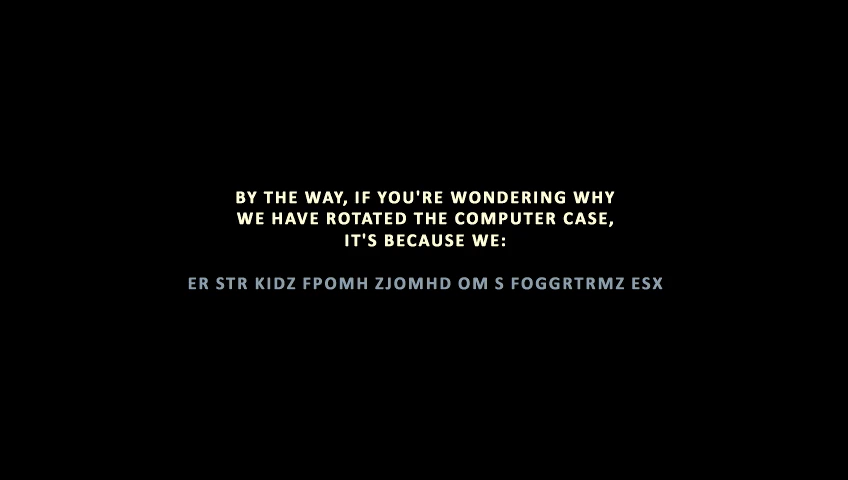 BY THE WAY, IF YOU'RE WONDERING WHY
WE HAVE ROTATED THE COMPUTER CASE,
IT'S BECAUSE WE:
ER STR KIDZ FPOMH ZJOMHD OM S FOGGRTRMZ ESX